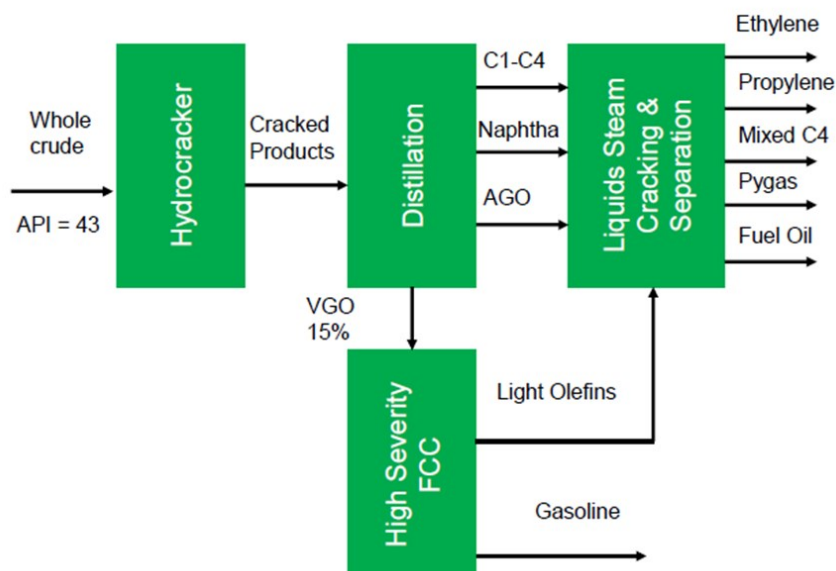 Whole
crude
API = 43
Hydrocracker
Cracked
Products
Distillation
C1-C4
Naphtha
AGO
Liquids Steam
Cracking &
Separation
Ethylene
Propylene
Mixed C4
Pygas
Fuel Oil
VGO
15%
High Severity
FCC
Light Olefins
Gasoline